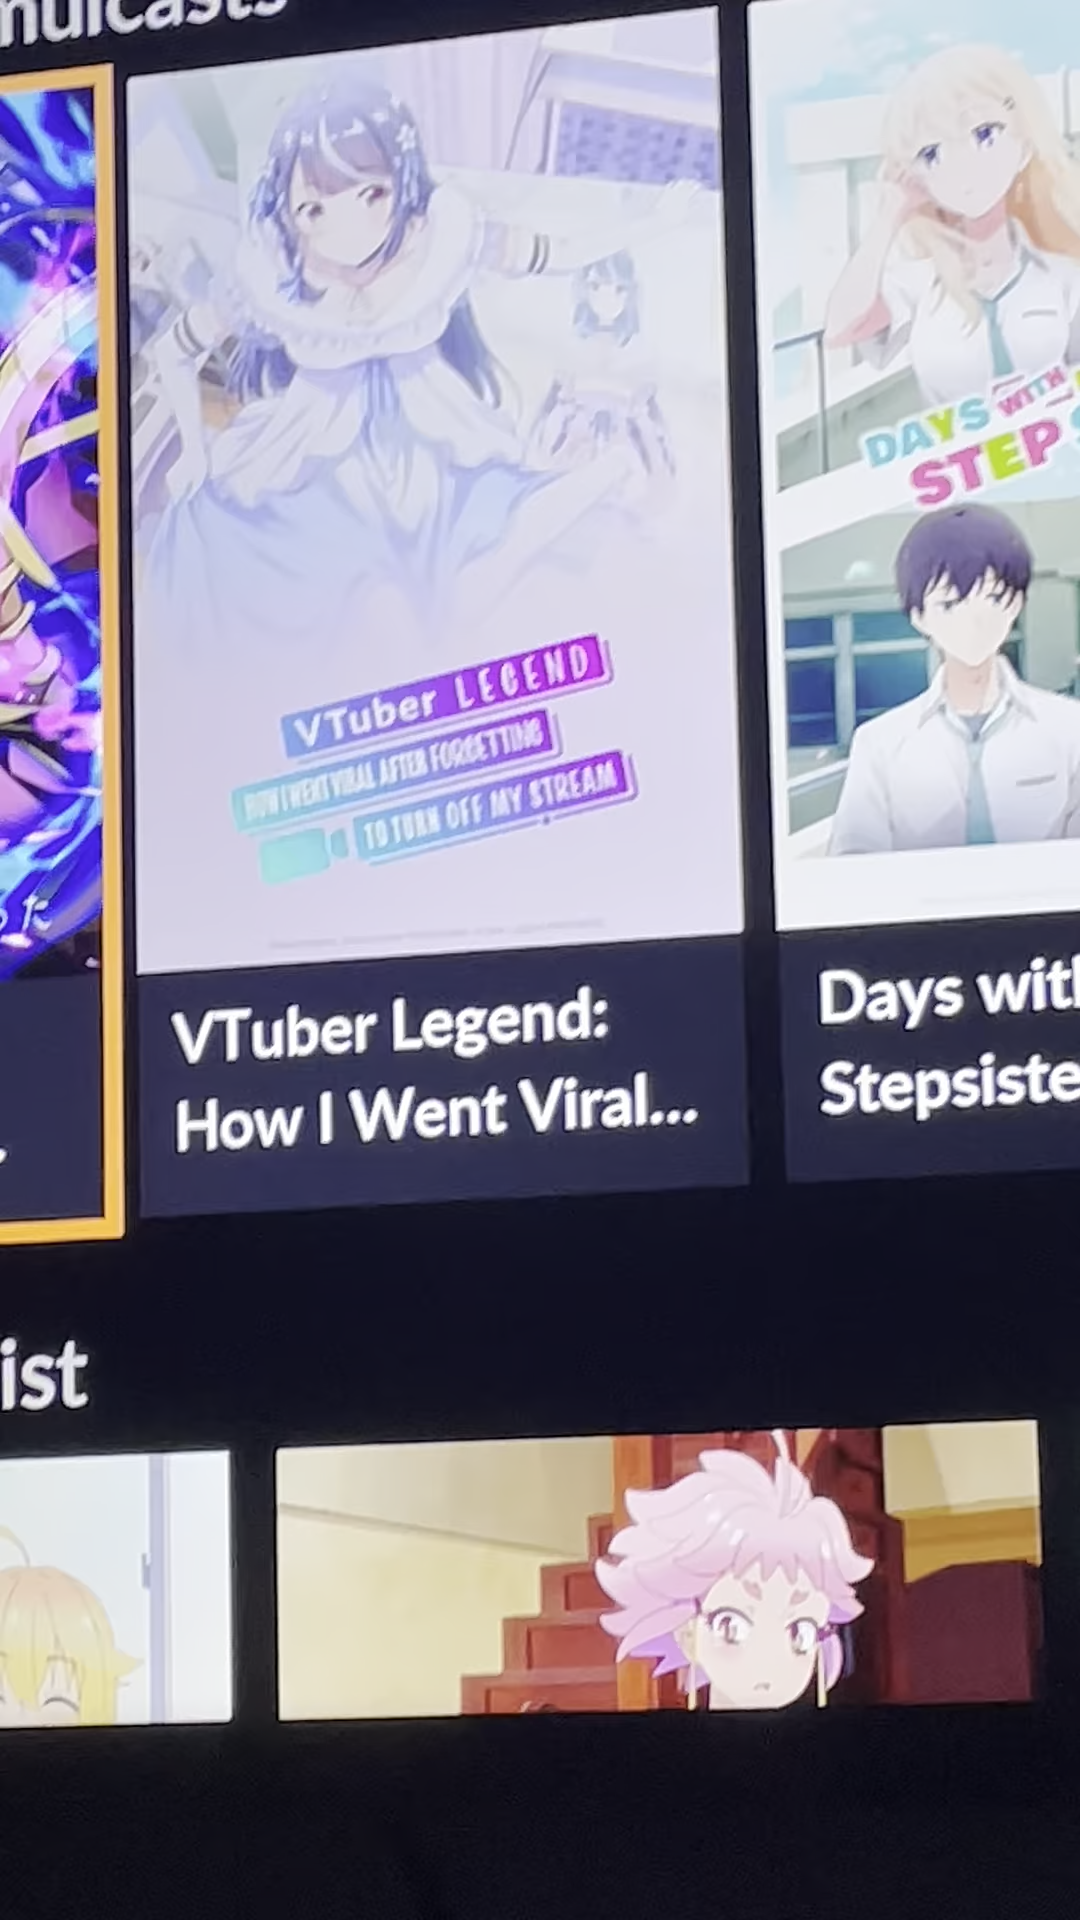 VTuber LEGEND
HOW I WENT VIRAL AFTER FORGETTING
TO TURN OFF MY STREAM
DAYS WITH
STEP
VTuber Legend:
How I Went Viral...
Days with
Stepsiste
ist